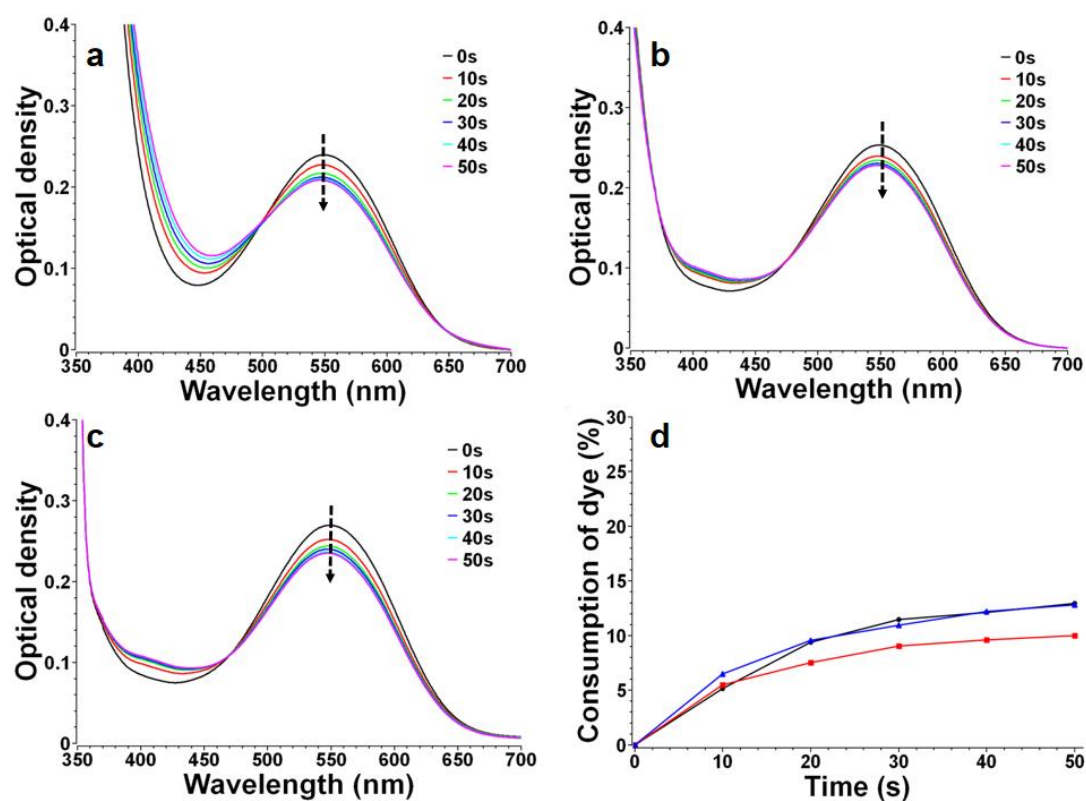 a
Optical density
0.4
0.3
0.2
0.1
0
0s
10s
20s
30s
40s
50s
350 400 450 500 550 600 650 700
Wavelength (nm)
b
Optical density
0.4
0.3
0.2
0.1
0
0s
10s
20s
30s
40s
50s
350 400 450 500 550 600 650 700
Wavelength (nm)
c
Optical density
0.4
0.3
0.2
0.1
0
0s
10s
20s
30s
40s
50s
350 400 450 500 550 600 650 700
Wavelength (nm)
d
Consumption of dye (%)
30
25
20
15
10
5
0
0 10 20 30 40 50
Time (s)